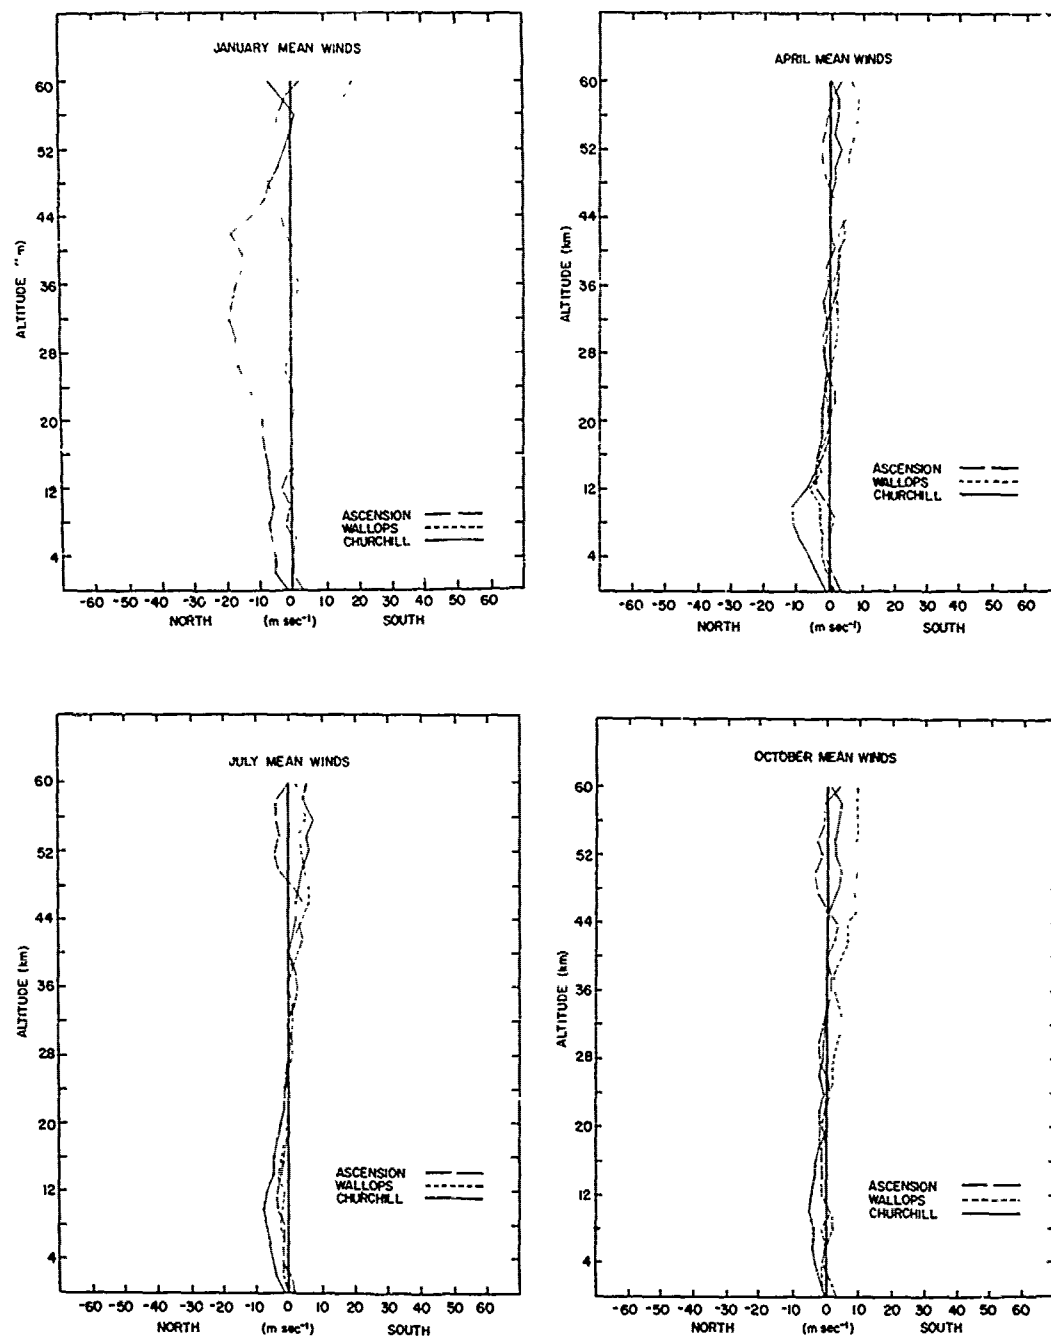 JANUARY MEAN WINDS
60
52
44
36
28
20
12
4
ALTITUDE
ASCENSION
WALLOPS
CHURCHILL
-60 -50 -40 -30 -20 -10 0 10 20 30 40 50 60
NORTH (m sec⁻¹) SOUTH
APRIL MEAN WINDS
60
52
44
36
28
20
12
4
ALTITUDE (km)
ASCENSION
WALLOPS
CHURCHILL
-60 -50 -40 -30 -20 -10 0 10 20 30 40 50 60
NORTH (m sec⁻¹) SOUTH
JULY MEAN WINDS
60
52
44
36
28
20
12
4
ALTITUDE (km)
ASCENSION
WALLOPS
CHURCHILL
-60 -50 -40 -30 -20 -10 0 10 20 30 40 50 60
NORTH (m sec⁻¹) SOUTH
OCTOBER MEAN WINDS
60
52
44
36
28
20
12
4
ALTITUDE (km)
ASCENSION
WALLOPS
CHURCHILL
-60 -50 -40 -30 -20 -10 0 10 20 30 40 50 60
NORTH (m sec⁻¹) SOUTH